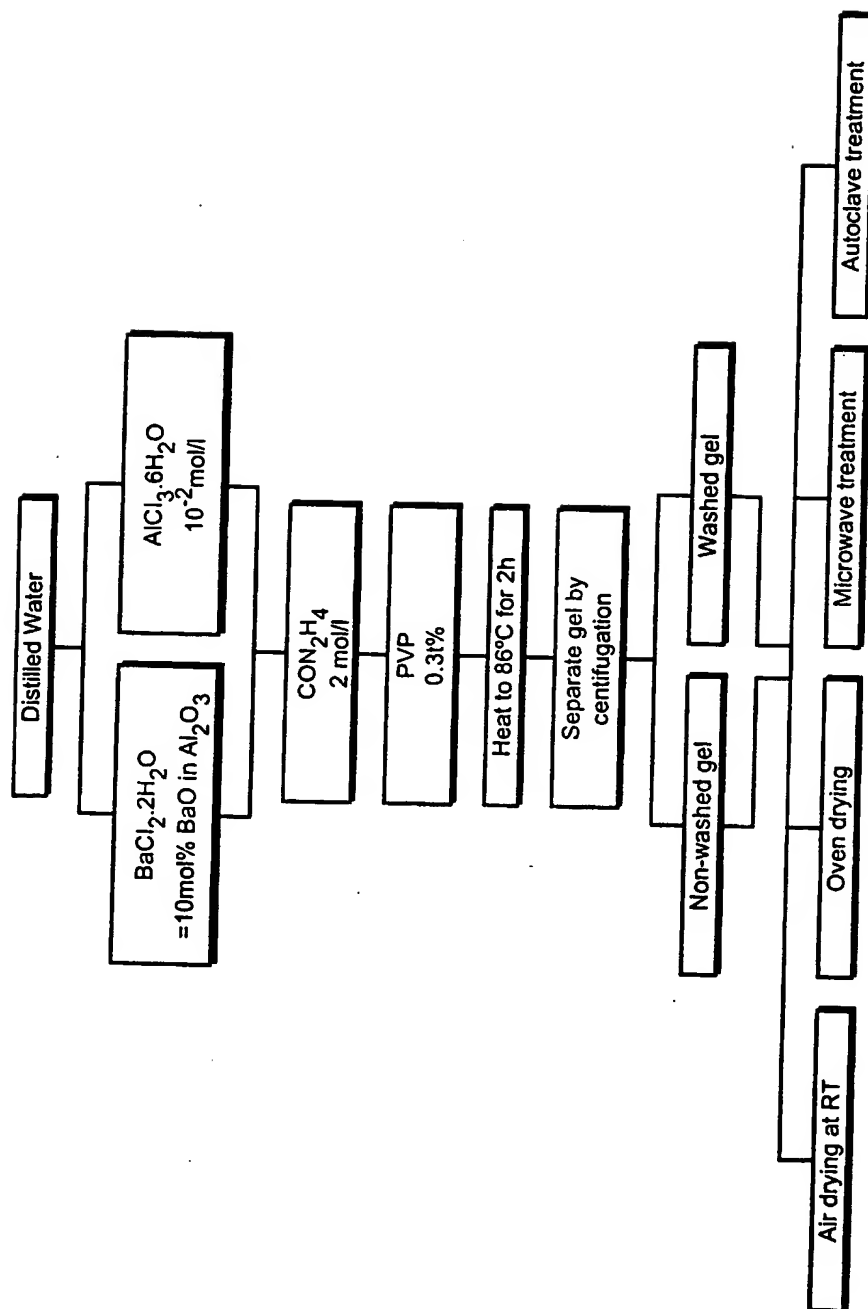 Distilled Water
BaCl₂.2H₂O
=10mol% BaO in Al₂O₃
AlCl₃.6H₂O
10⁻²mol/l
CON₂H₄
2 mol/l
PVP
0.3t%
Heat to 86ºC for 2h
Separate gel by
centifugation
Non-washed gel
Washed gel
Air drying at RT
Oven drying
Microwave treatment
Autoclave treatment